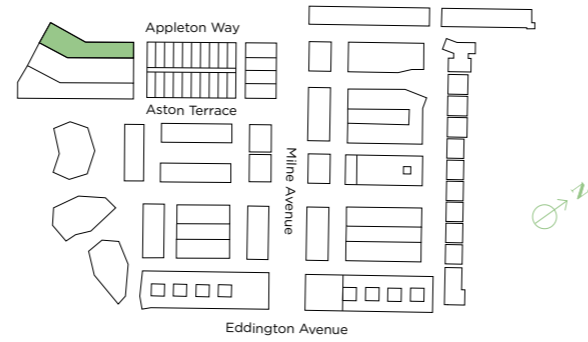 Appleton Way
Aston Terrace
Milne Avenue
N
Eddington Avenue